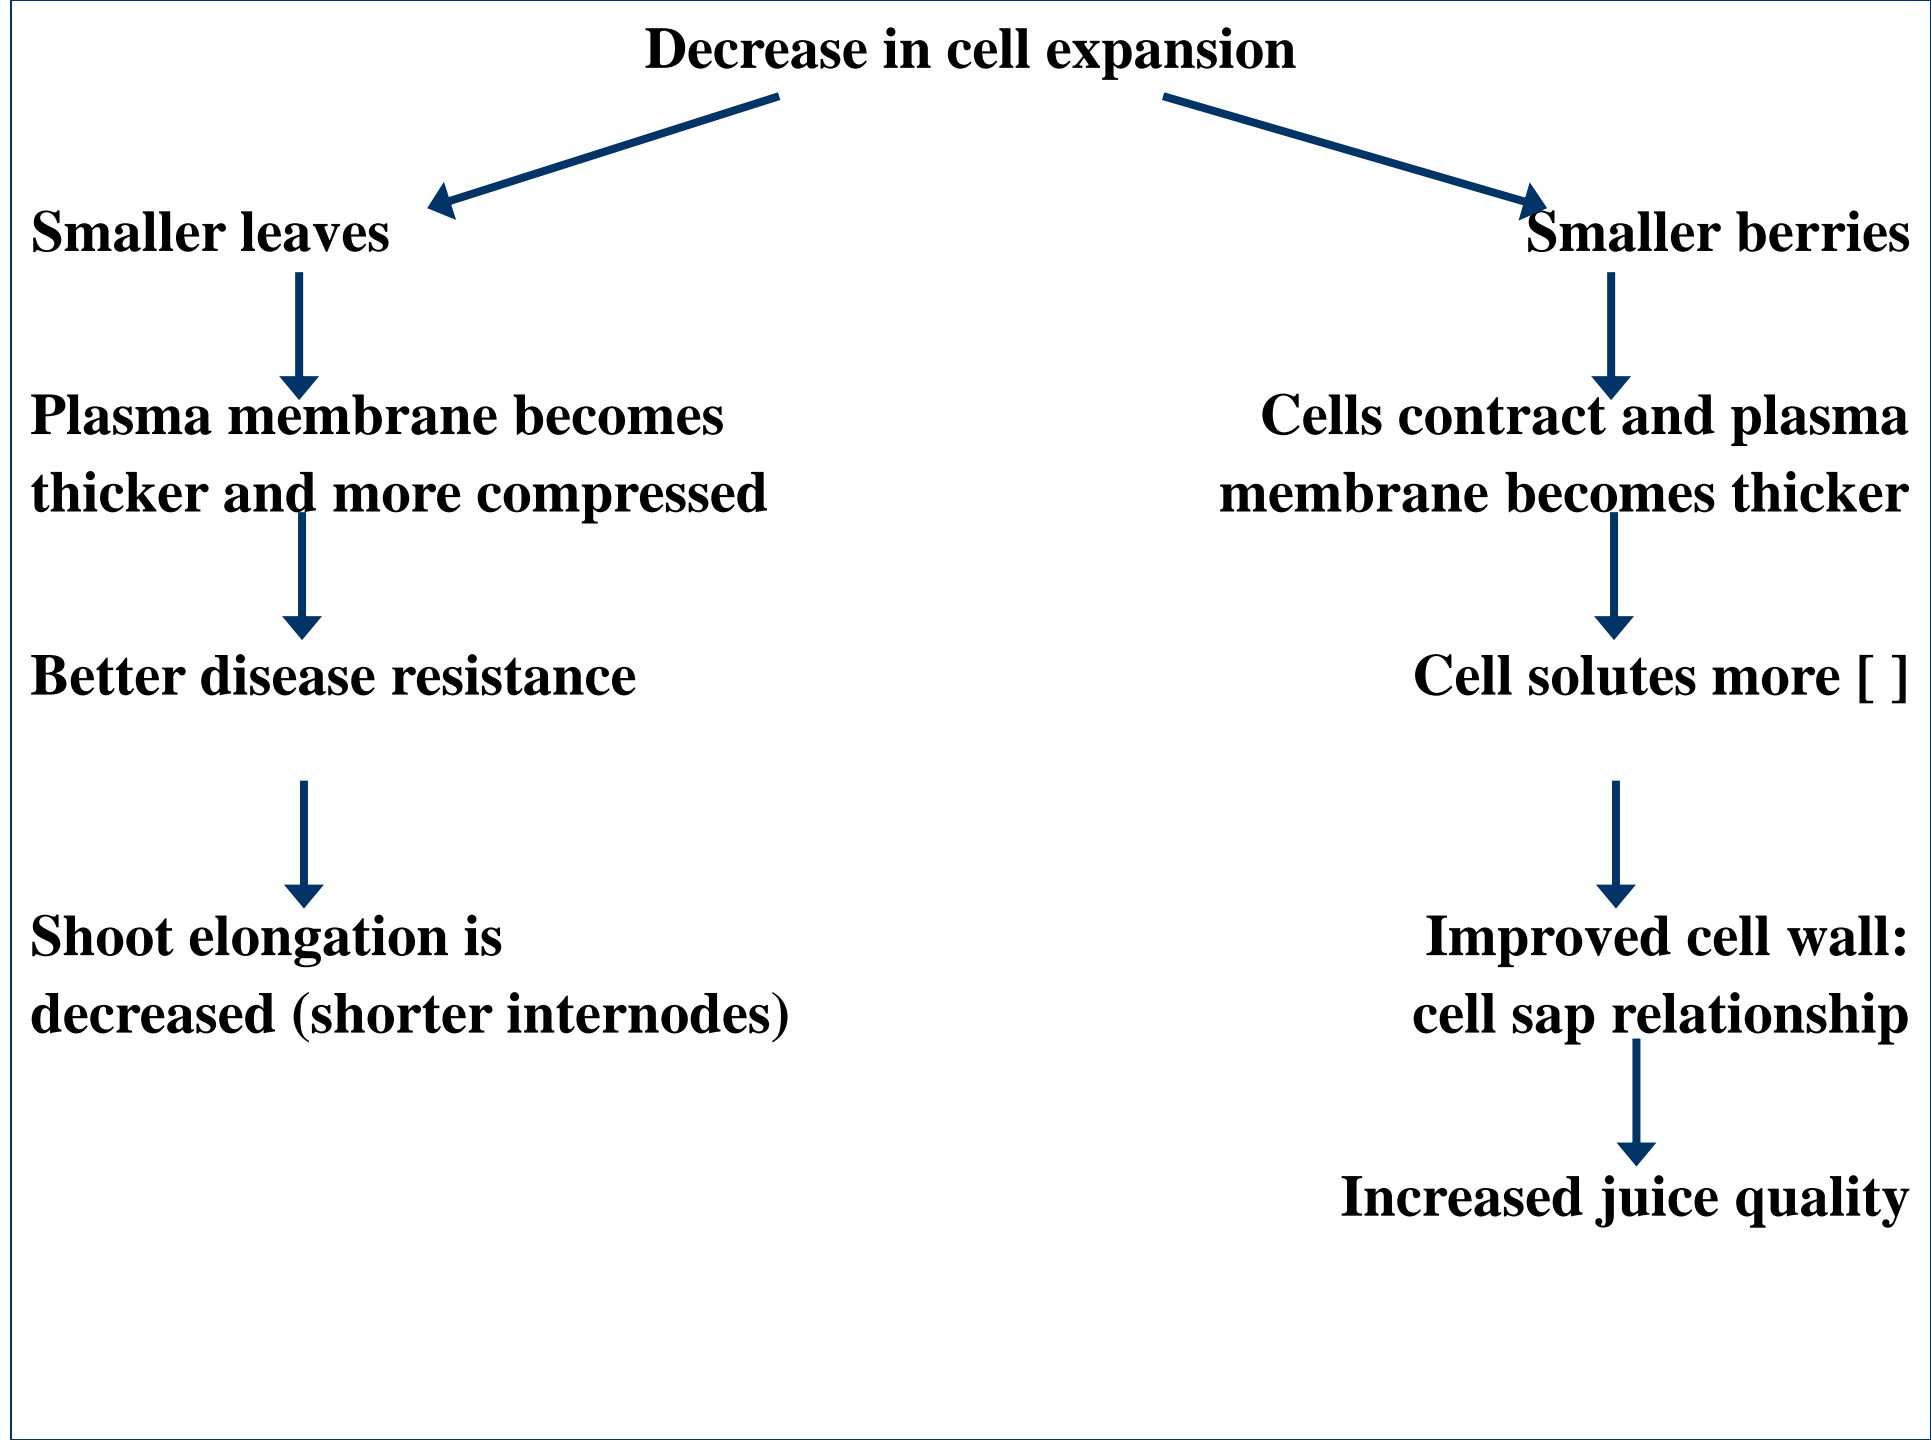 Decrease in cell expansion
Smaller leaves
Smaller berries
Plasma membrane becomes
thicker and more compressed
Cells contract and plasma
membrane becomes thicker
Better disease resistance
Cell solutes more [ ]
Shoot elongation is
decreased (shorter internodes)
Improved cell wall:
cell sap relationship
Increased juice quality